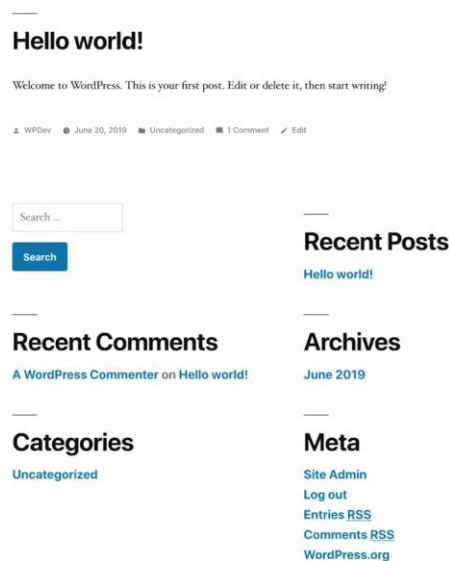 Hello world!
Welcome to WordPress. This is your first post. Edit or delete it, then start writing!
WPDev June 20, 2019 Uncategorized 1 Comment Edit
Search ...
Search
Recent Posts
Hello world!
Recent Comments
A WordPress Commenter on Hello world!
Archives
June 2019
Categories
Uncategorized
Meta
Site Admin
Log out
Entries RSS
Comments RSS
WordPress.org